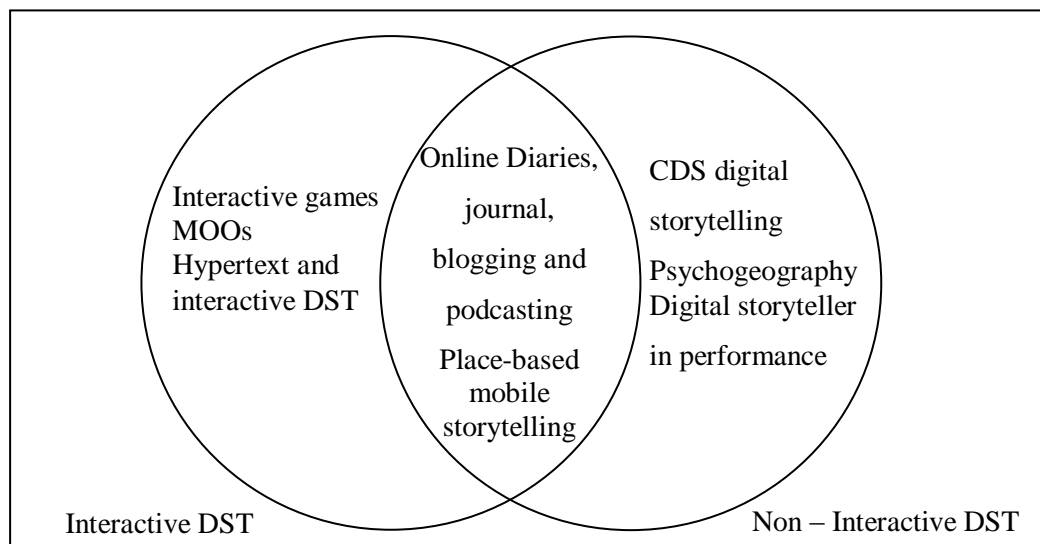 Interactive games
MOOs
Hypertext and
interactive DST
Online Diaries,
journal,
blogging and
podcasting
Place-based
mobile
storytelling
CDS digital
storytelling
Psychogeography
Digital storyteller
in performance
Interactive DST
Non – Interactive DST